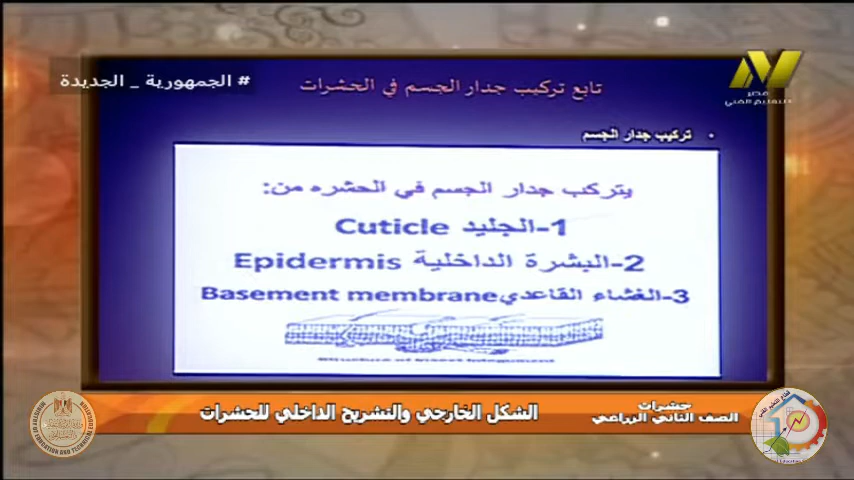 # الجمهورية _ الجديدة
مصر
التعليم الفني
تابع تركيب جدار الجسم في الحشرات
• تركيب جدار الجسم
يتركب جدار الجسم في الحشره من:
1-الجليد Cuticle
2-البشرة الداخلية Epidermis
3-الغشاء القاعدي Basement membrane
حشرات
الصف الثاني الزراعي
الشكل الخارجي والتشريح الداخلي للحشرات